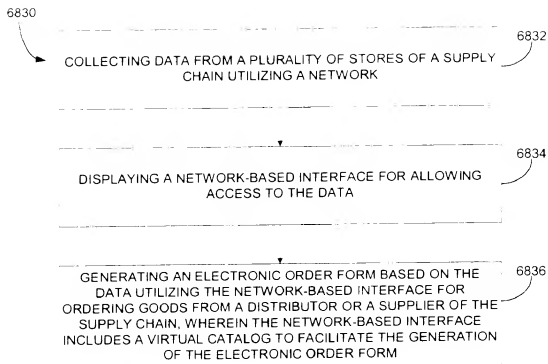 6830
6832
COLLECTING DATA FROM A PLURALITY OF STORES OF A SUPPLY
CHAIN UTILIZING A NETWORK
6834
DISPLAYING A NETWORK-BASED INTERFACE FOR ALLOWING
ACCESS TO THE DATA
6836
GENERATING AN ELECTRONIC ORDER FORM BASED ON THE
DATA UTILIZING THE NETWORK-BASED INTERFACE FOR
ORDERING GOODS FROM A DISTRIBUTOR OR A SUPPLIER OF THE
SUPPLY CHAIN, WHEREIN THE NETWORK-BASED INTERFACE
INCLUDES A VIRTUAL CATALOG TO FACILITATE THE GENERATION
OF THE ELECTRONIC ORDER FORM